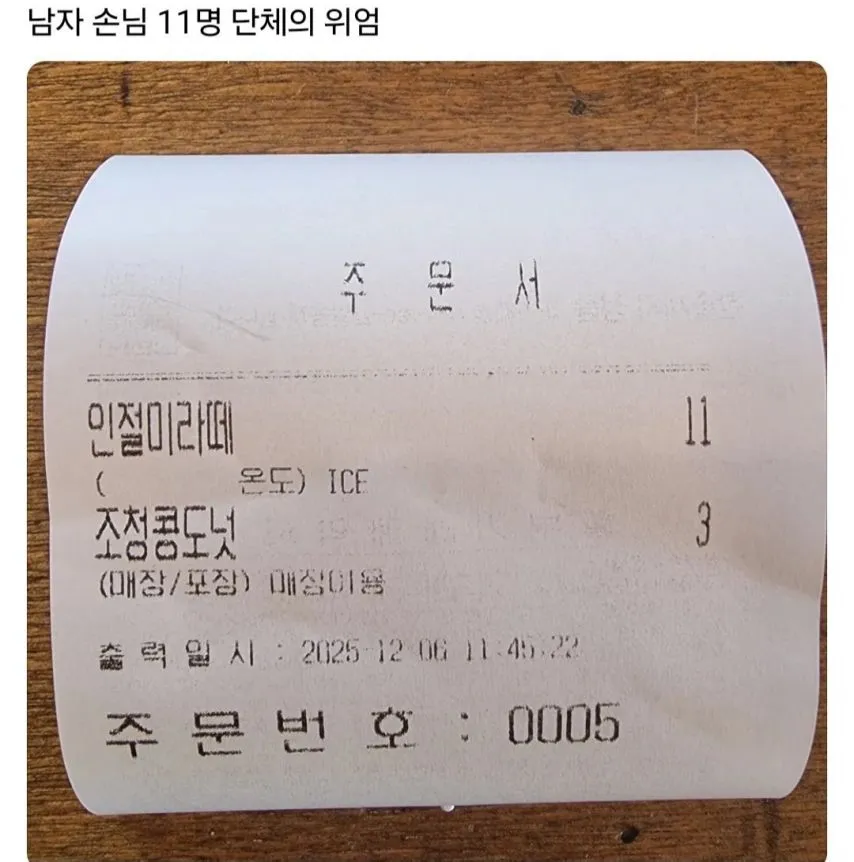 남자 손님 11명 단체의 위엄
주 문 서
인절미라떼 11
( 온도) ICE
조청콩도넛 3
(매장/포장) 매장이용
출 력 일 시 : 2025-12-06 11:45:22
주 문 번 호 : 0005